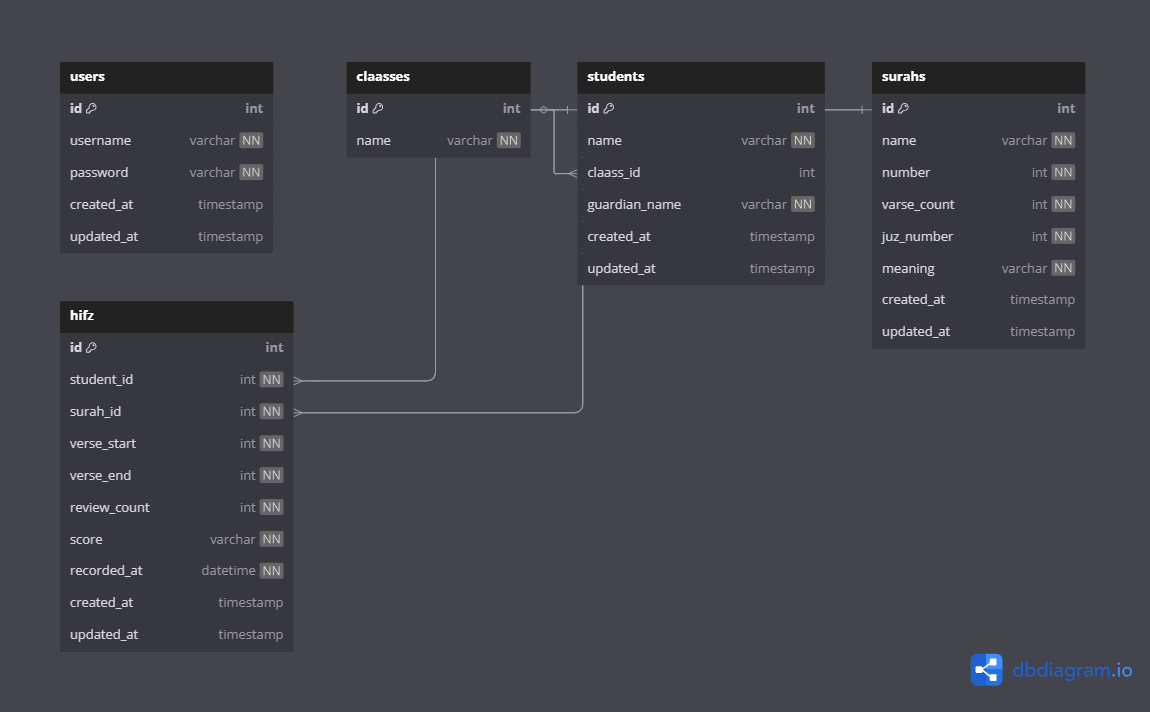 users
id int
username varchar NN
password varchar NN
created_at timestamp
updated_at timestamp
claasses
id int
name varchar NN
students
id int
name varchar NN
claass_id int
guardian_name varchar NN
created_at timestamp
updated_at timestamp
surahs
id int
name varchar NN
number int NN
varse_count int NN
juz_number int NN
meaning varchar NN
created_at timestamp
updated_at timestamp
hifz
id int
student_id int NN
surah_id int NN
verse_start int NN
verse_end int NN
review_count int NN
score varchar NN
recorded_at datetime NN
created_at timestamp
updated_at timestamp
dbdiagram.io